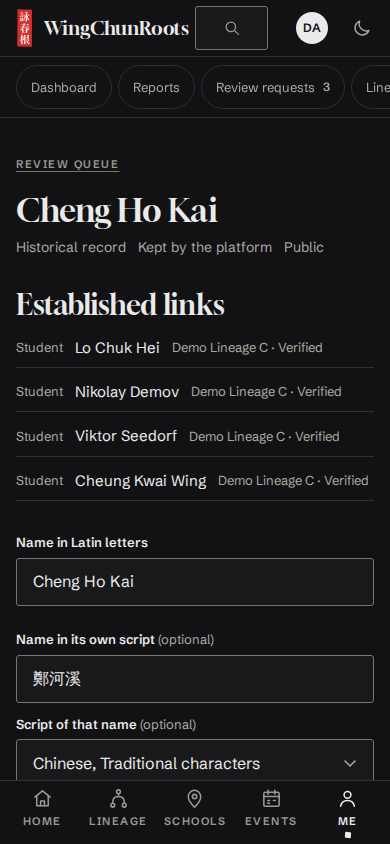 詠春根
WingChunRoots
DA
Dashboard
Reports
Review requests 3
Line
REVIEW QUEUE
Cheng Ho Kai
Historical record Kept by the platform Public
Established links
Student Lo Chuk Hei Demo Lineage C · Verified
Student Nikolay Demov Demo Lineage C · Verified
Student Viktor Seedorf Demo Lineage C · Verified
Student Cheung Kwai Wing Demo Lineage C · Verified
Name in Latin letters
Cheng Ho Kai
Name in its own script (optional)
鄭河溪
Script of that name (optional)
Chinese, Traditional characters
HOME
LINEAGE
SCHOOLS
EVENTS
ME